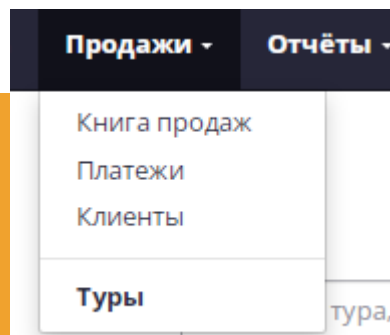 Продажи Отчёты
Книга продаж
Платежи
Клиенты
Туры
тура,